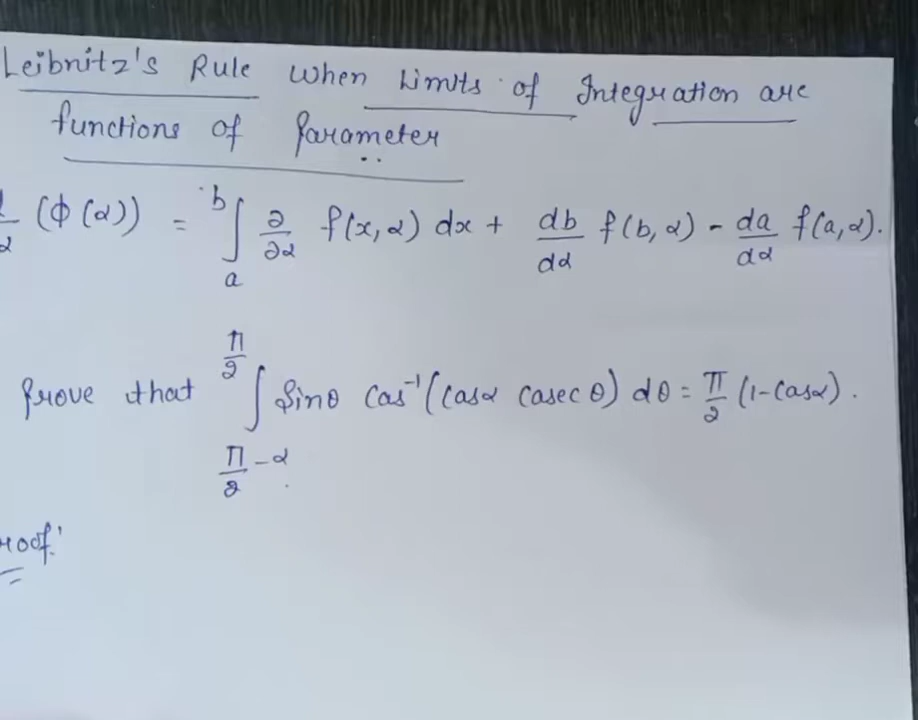 Leibnitz's Rule When Limits of Integration are
functions of Parameter
(ϕ(α)) = ∫ₐᵇ ∂/∂α f(x,α) dx + db/dα f(b,α) - da/dα f(a,α).
Prove that ∫_{π/2 - α}^{π/2} Sinθ Cos⁻¹(Cosα Cosec θ) dθ = π/2 (1-Cosα).
roof: